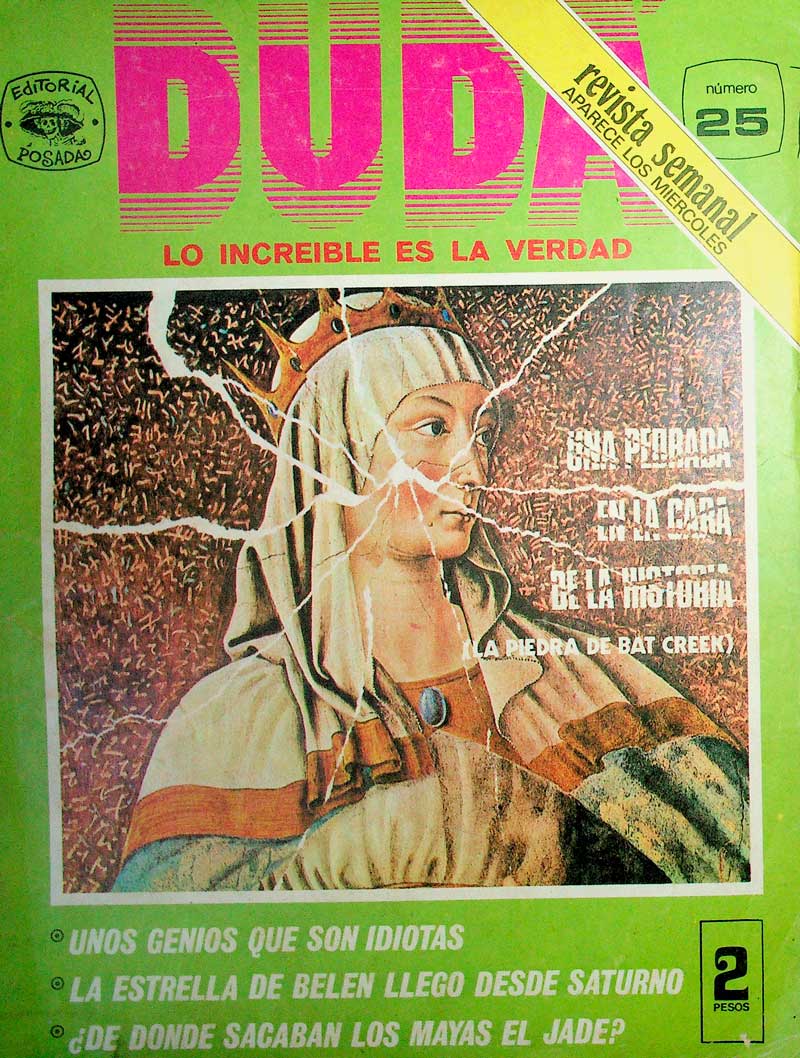 EDITORIAL
POSADA
DUDA
número
25
revista semanal
APARECE LOS MIERCOLES
LO INCREIBLE ES LA VERDAD
UNA PEDRADA
EN LA CARA
DE LA HISTORIA
(LA PIEDRA DE BAT CREEK)
UNOS GENIOS QUE SON IDIOTAS
LA ESTRELLA DE BELEN LLEGO DESDE SATURNO
¿DE DONDE SACABAN LOS MAYAS EL JADE?
2
PESOS